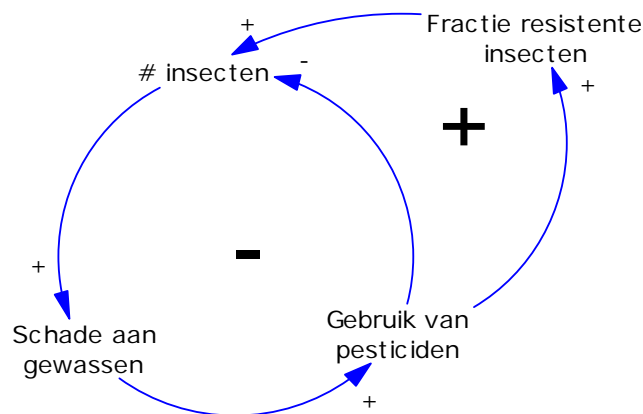 +
Fractie resistente
insecten
# insecten
-
+
+
+
-
Schade aan
gewassen
Gebruik van
pesticiden
+